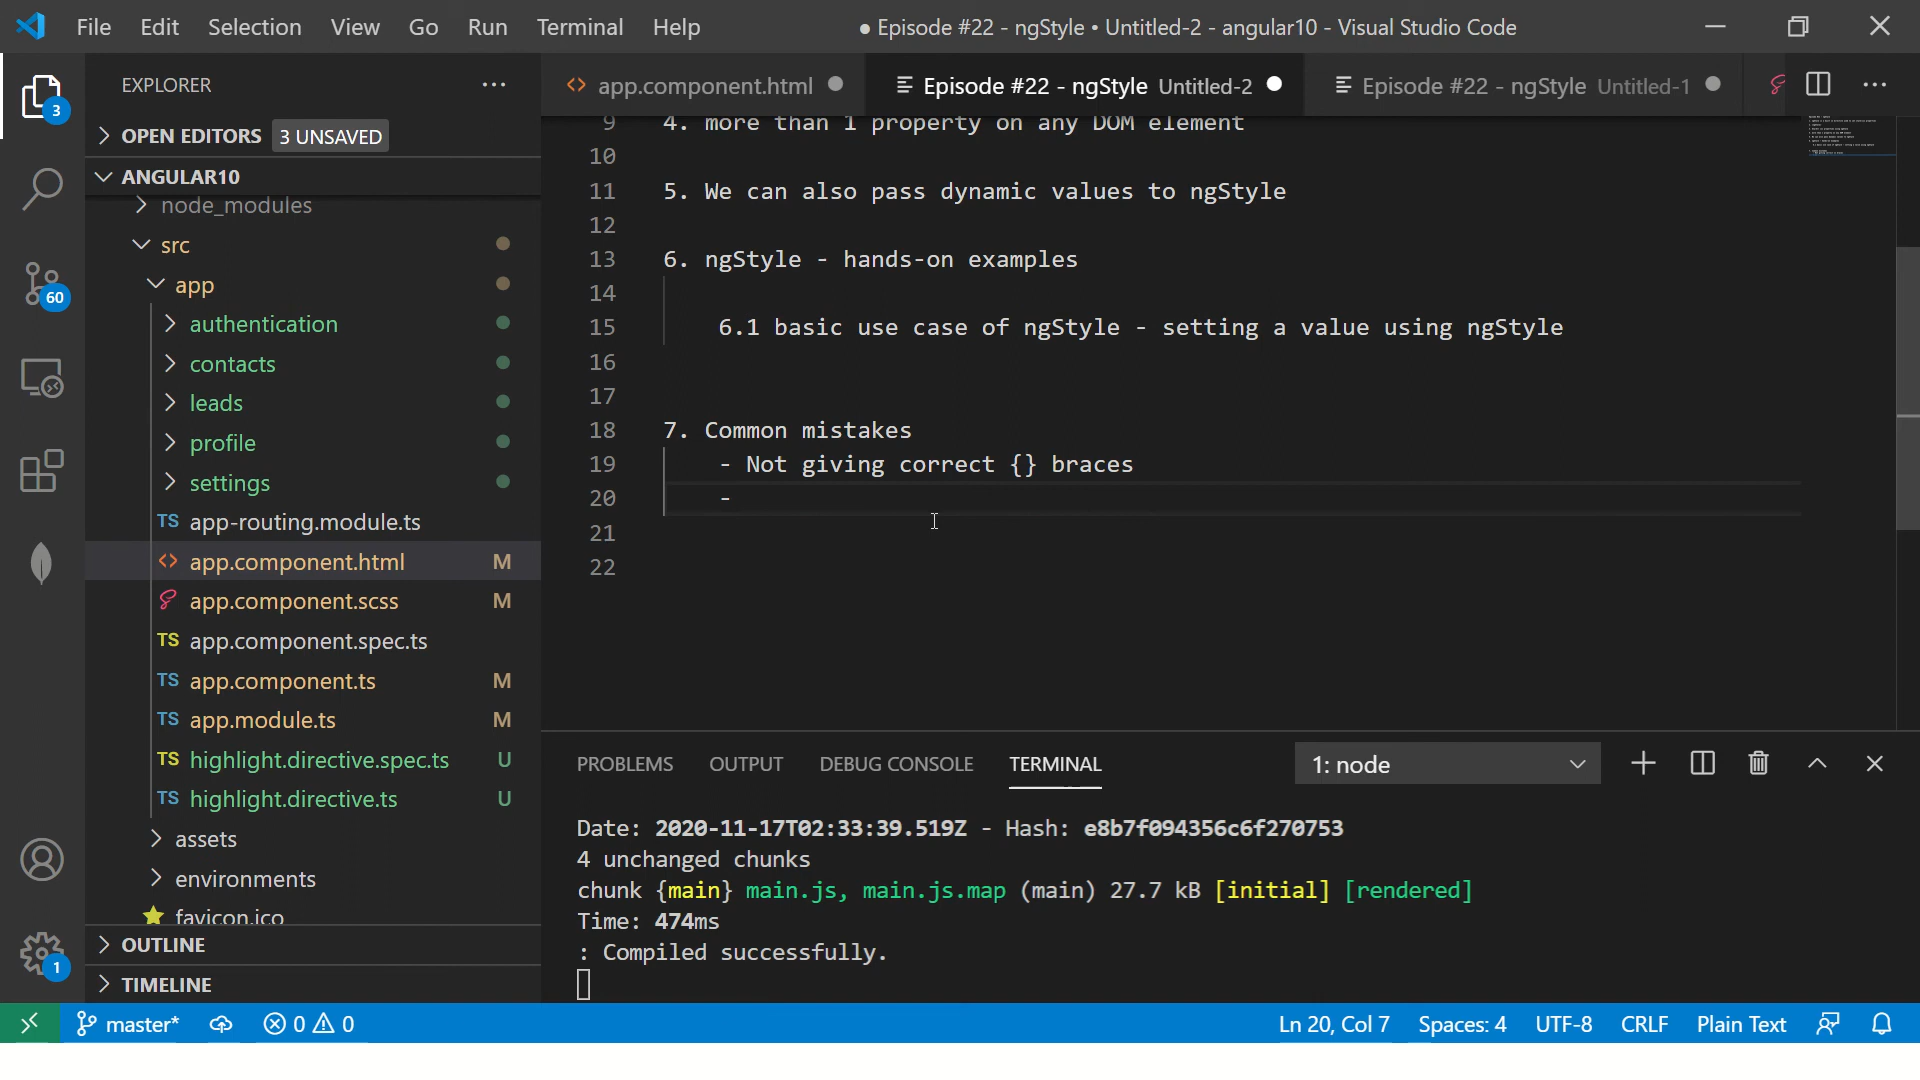 File Edit Selection View Go Run Terminal Help ● Episode #22 - ngStyle • Untitled-2 - angular10 - Visual Studio Code
EXPLORER
app.component.html
Episode #22 - ngStyle Untitled-2
Episode #22 - ngStyle Untitled-1
3
OPEN EDITORS 3 UNSAVED
ANGULAR10
node_modules
src
app
authentication
contacts
leads
profile
settings
TS app-routing.module.ts
<> app.component.html M
app.component.scss M
TS app.component.spec.ts
TS app.component.ts M
TS app.module.ts M
TS highlight.directive.spec.ts U
TS highlight.directive.ts U
assets
environments
favicon.ico
OUTLINE
TIMELINE
60
1
9 4. more than 1 property on any DOM element
10
11 5. We can also pass dynamic values to ngStyle
12
13 6. ngStyle - hands-on examples
14
15 6.1 basic use case of ngStyle - setting a value using ngStyle
16
17
18 7. Common mistakes
19 - Not giving correct {} braces
20 -
21
22
PROBLEMS OUTPUT DEBUG CONSOLE TERMINAL 1: node
Date: 2020-11-17T02:33:39.519Z - Hash: e8b7f094356c6f270753
4 unchanged chunks
chunk {main} main.js, main.js.map (main) 27.7 kB [initial] [rendered]
Time: 474ms
: Compiled successfully.
master* 0 0 Ln 20, Col 7 Spaces: 4 UTF-8 CRLF Plain Text